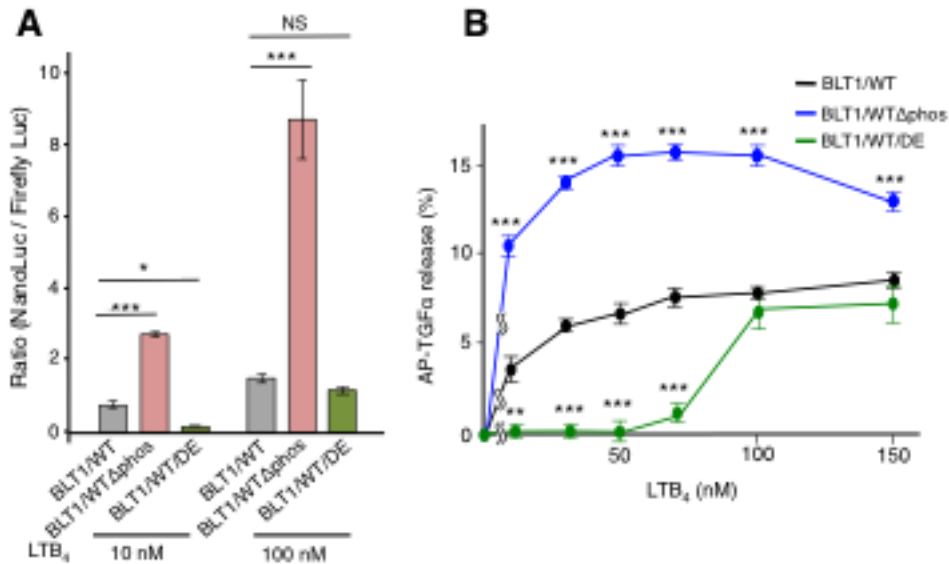 A
NS
***
10
8
6
4
2
0
*
***
Ratio (NanoLuc / Firefly Luc)
BLT1/WT
BLT1/WTΔphos
BLT1/WT/DE
BLT1/WT
BLT1/WTΔphos
BLT1/WT/DE
LTB4 10 nM 100 nM
B
BLT1/WT
BLT1/WTΔphos
BLT1/WT/DE
AP-TGFα release (%)
15
10
5
0
*** *** *** *** *** ***
** *** *** ***
50 100 150
LTB4 (nM)